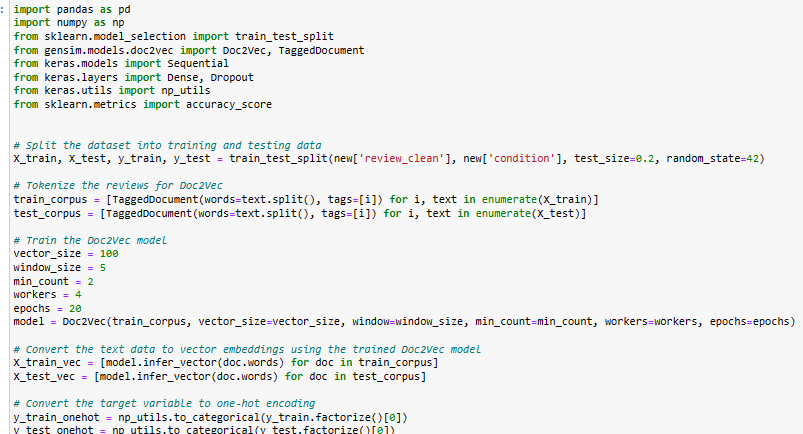 : import pandas as pd
import numpy as np
from sklearn.model_selection import train_test_split
from gensim.models.doc2vec import Doc2Vec, TaggedDocument
from keras.models import Sequential
from keras.layers import Dense, Dropout
from keras.utils import np_utils
from sklearn.metrics import accuracy_score
# Split the dataset into training and testing data
X_train, X_test, y_train, y_test = train_test_split(new['review_clean'], new['condition'], test_size=0.2, random_state=42)
# Tokenize the reviews for Doc2Vec
train_corpus = [TaggedDocument(words=text.split(), tags=[i]) for i, text in enumerate(X_train)]
test_corpus = [TaggedDocument(words=text.split(), tags=[i]) for i, text in enumerate(X_test)]
# Train the Doc2Vec model
vector_size = 100
window_size = 5
min_count = 2
workers = 4
epochs = 20
model = Doc2Vec(train_corpus, vector_size=vector_size, window=window_size, min_count=min_count, workers=workers, epochs=epochs)
# Convert the text data to vector embeddings using the trained Doc2Vec model
X_train_vec = [model.infer_vector(doc.words) for doc in train_corpus]
X_test_vec = [model.infer_vector(doc.words) for doc in test_corpus]
# Convert the target variable to one-hot encoding
y_train_onehot = np_utils.to_categorical(y_train.factorize()[0])
y_test_onehot = np_utils.to_categorical(y_test.factorize()[0])